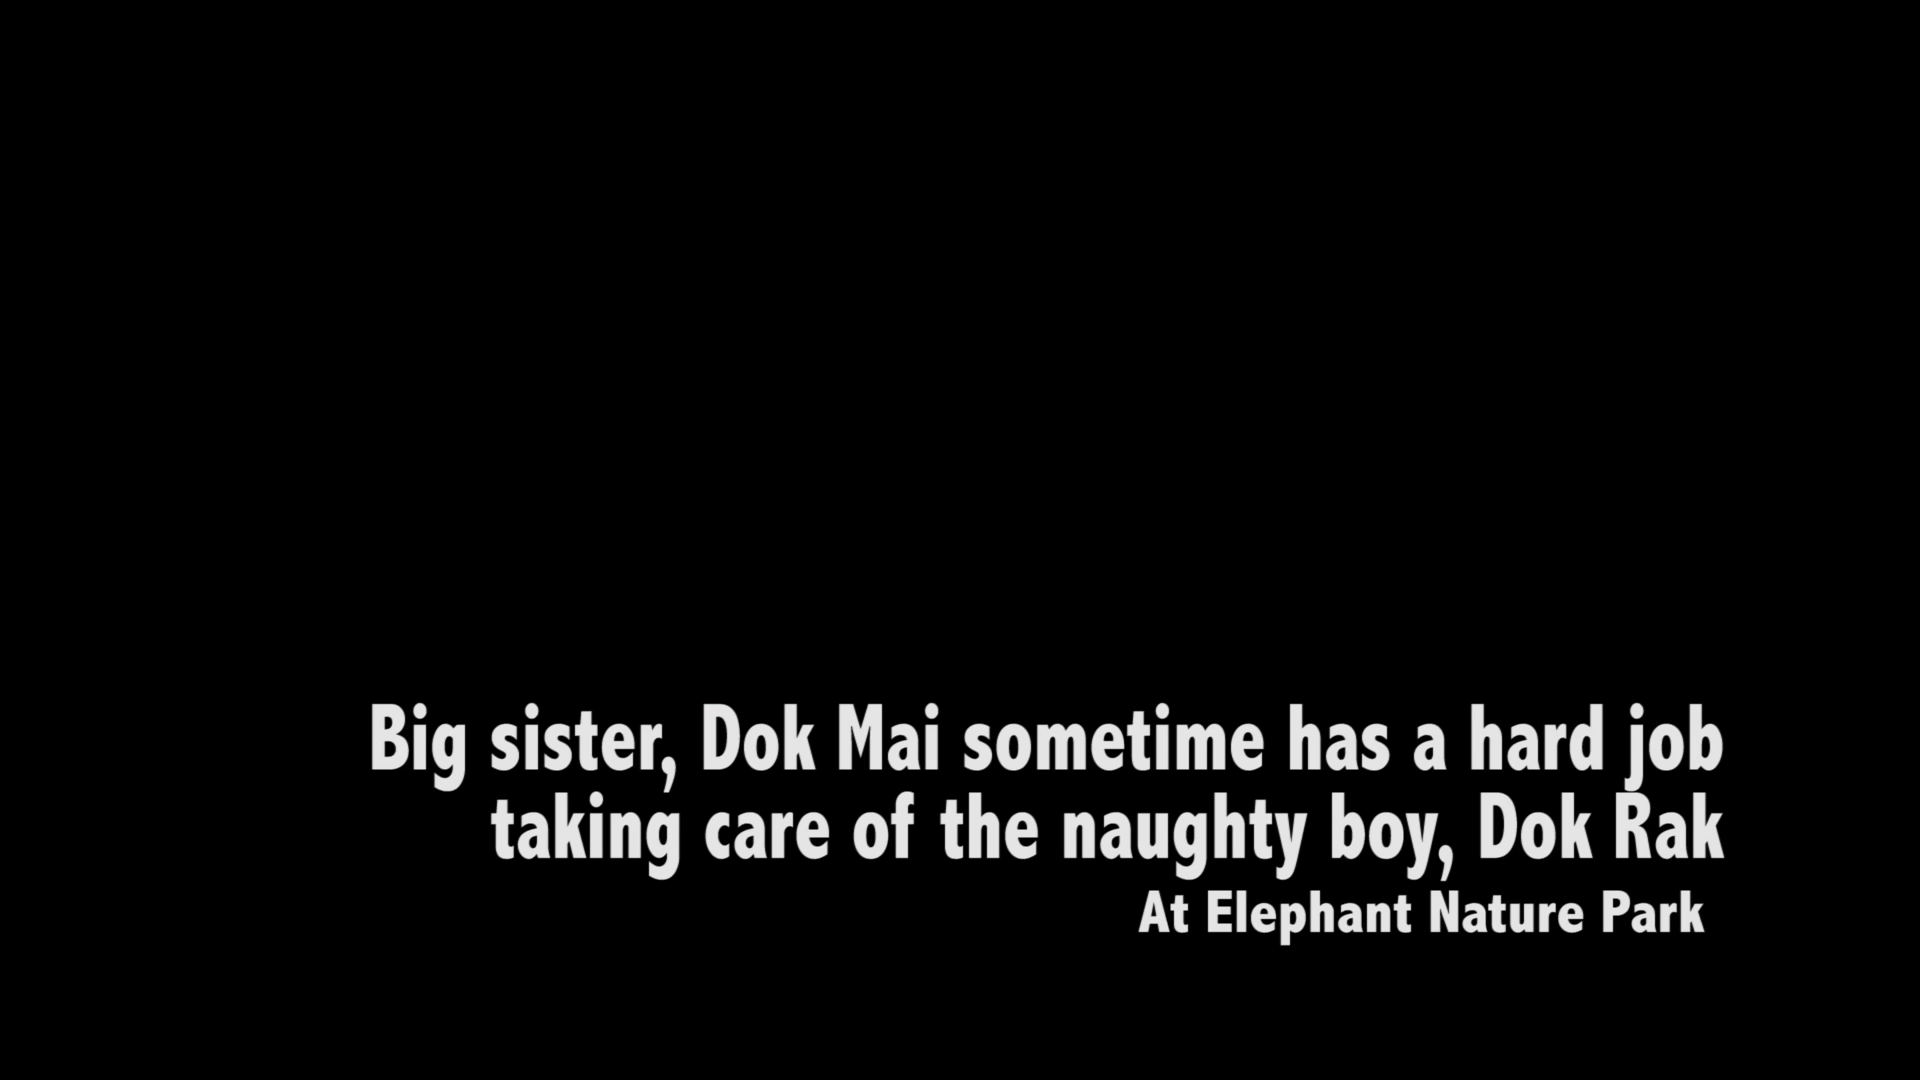 Big sister, Dok Mai sometime has a hard job
taking care of the naughty boy, Dok Rak
At Elephant Nature Park